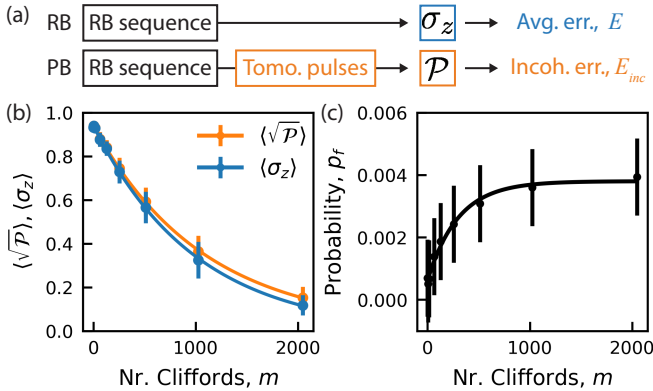 (a)
RB RB sequence σz Avg. err., E
PB RB sequence Tomo. pulses 𝒫 Incoh. err., Einc
(b)
1.0
0.8
0.6
0.4
0.2
0.0
⟨√𝒫⟩, ⟨σz⟩
⟨√𝒫⟩
⟨σz⟩
0 1000 2000
Nr. Cliffords, m
(c)
0.006
0.004
0.002
0.000
Probability, pf
0 1000 2000
Nr. Cliffords, m